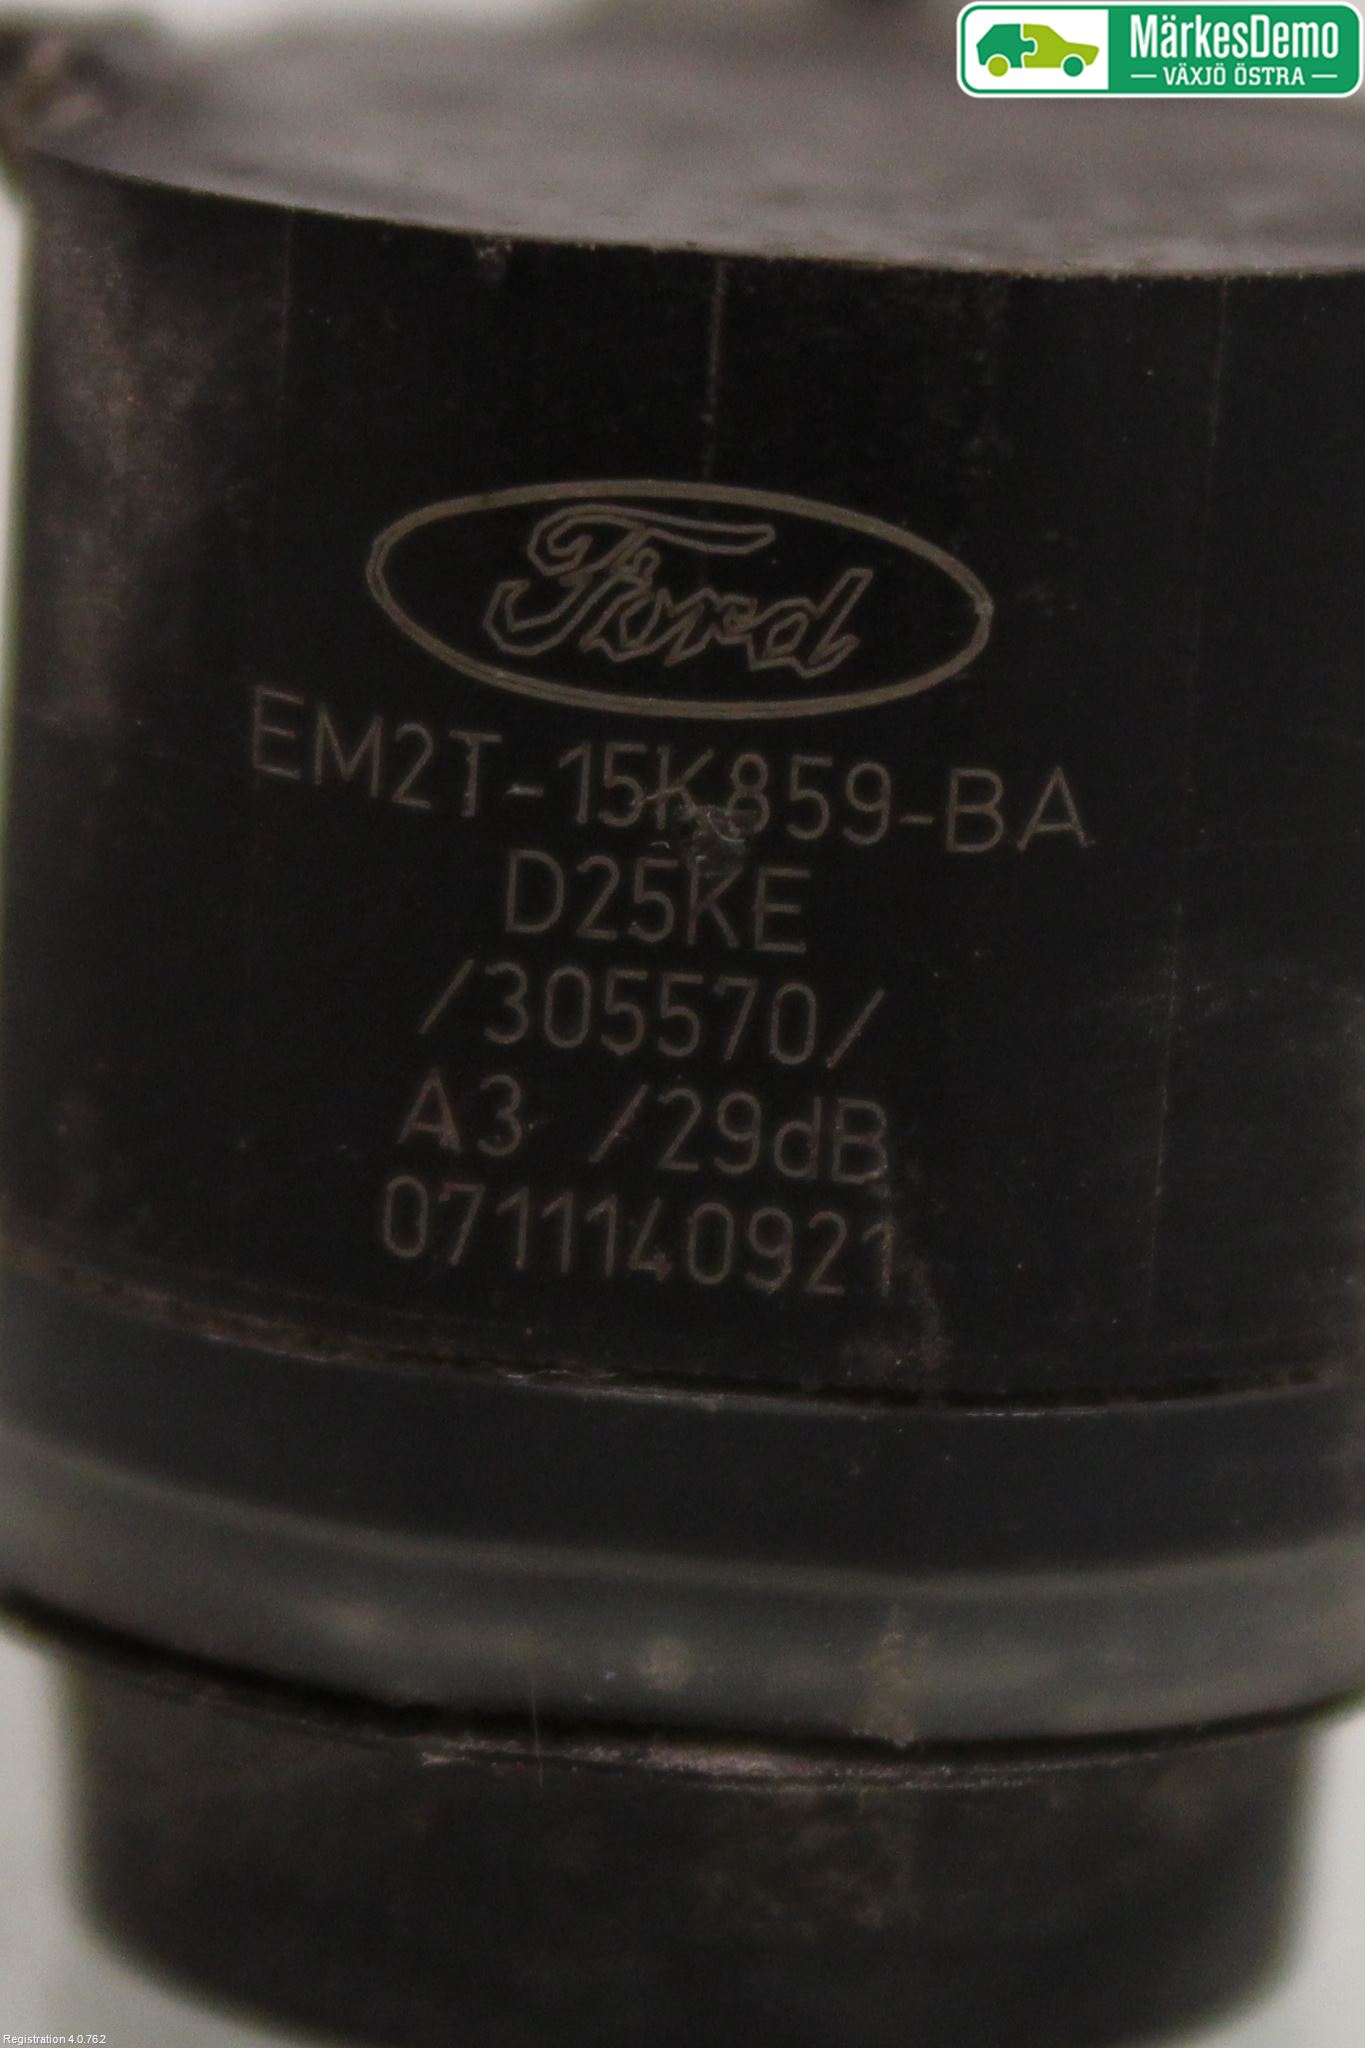 MärkesDemo
VÄXJÖ ÖSTRA
Ford
EM2T-15K859-BA
D25KE
/305570/
A3 /29dB
0711140921
Registration 4.0.762